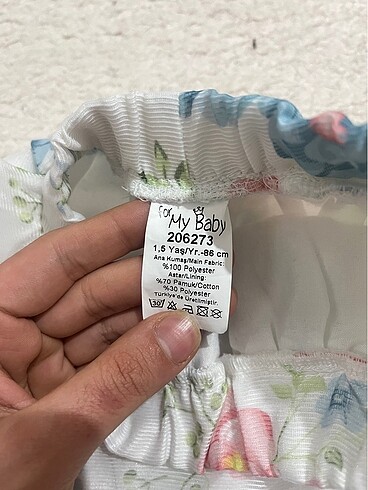 for
My Baby
206273
1,5 Yaş/Yr.-86 cm
Ana Kumaş/Main Fabric:
%100 Polyester
Astar/Lining:
%70 Pamuk/Cotton
%30 Polyester
Türkiye'de Üretilmiştir.
30